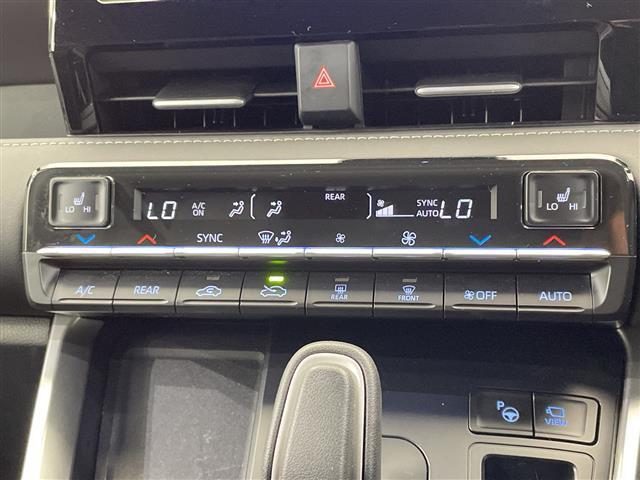 REAR
LO A/C ON SYNC AUTO LO
LO HI
LO HI
SYNC
A/C REAR REAR FRONT OFF AUTO
P VIEW